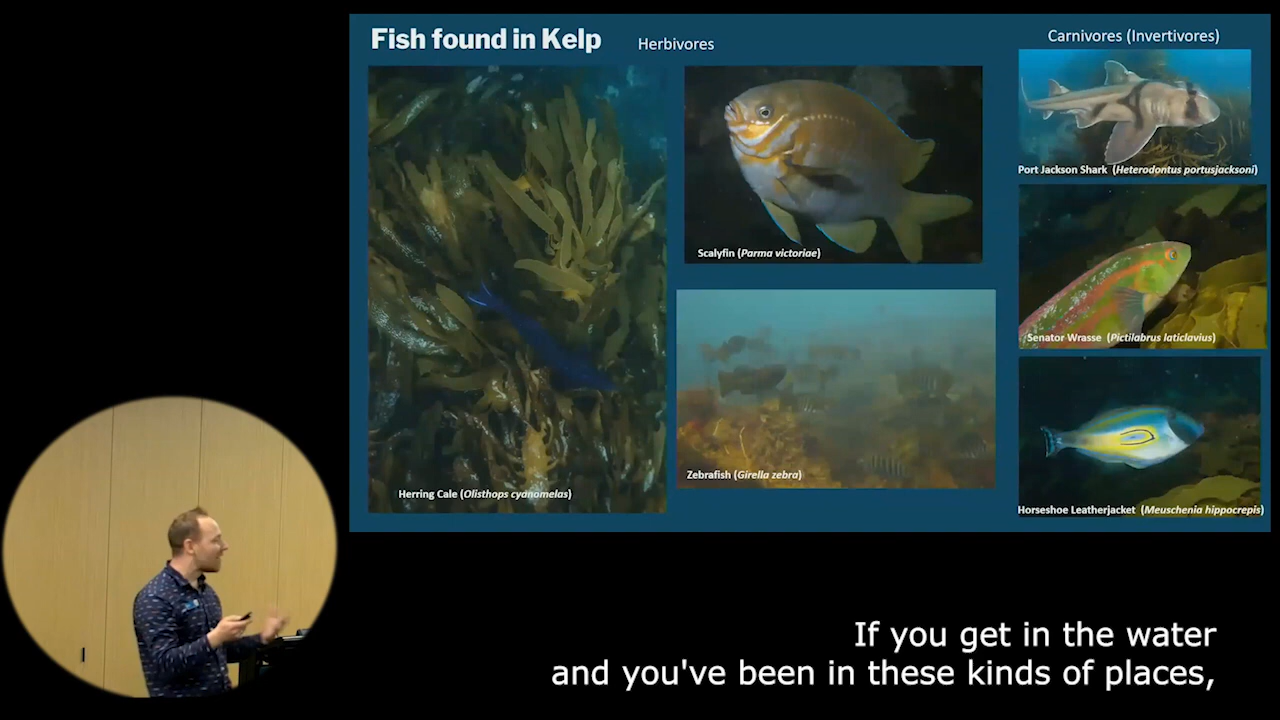 Fish found in Kelp
Herbivores
Carnivores (Invertivores)
Herring Cale (Olisthops cyanomelas)
Scalyfin (Parma victoriae)
Zebrafish (Girella zebra)
Port Jackson Shark (Heterodontus portusjacksoni)
Senator Wrasse (Pictilabrus laticlavius)
Horseshoe Leatherjacket (Meuschenia hippocrepis)
If you get in the water
and you've been in these kinds of places,